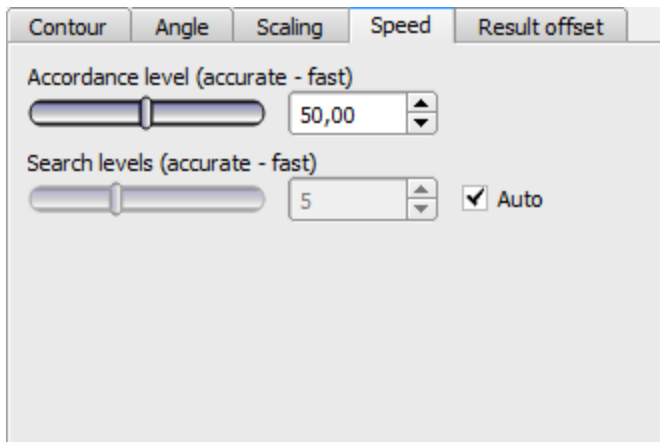 Contour Angle Scaling Speed Result offset
Accordance level (accurate - fast)
50,00
Search levels (accurate - fast)
5 Auto